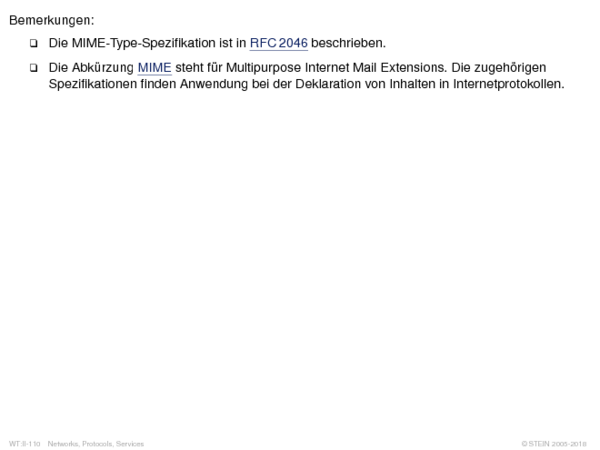 Bemerkungen:
❑ Die MIME-Type-Spezifikation ist in RFC 2046 beschrieben.
❑ Die Abkürzung MIME steht für Multipurpose Internet Mail Extensions. Die zugehörigen
Spezifikationen finden Anwendung bei der Deklaration von Inhalten in Internetprotokollen.
WT:II-110 Networks, Protocols, Services © STEIN 2005-2018